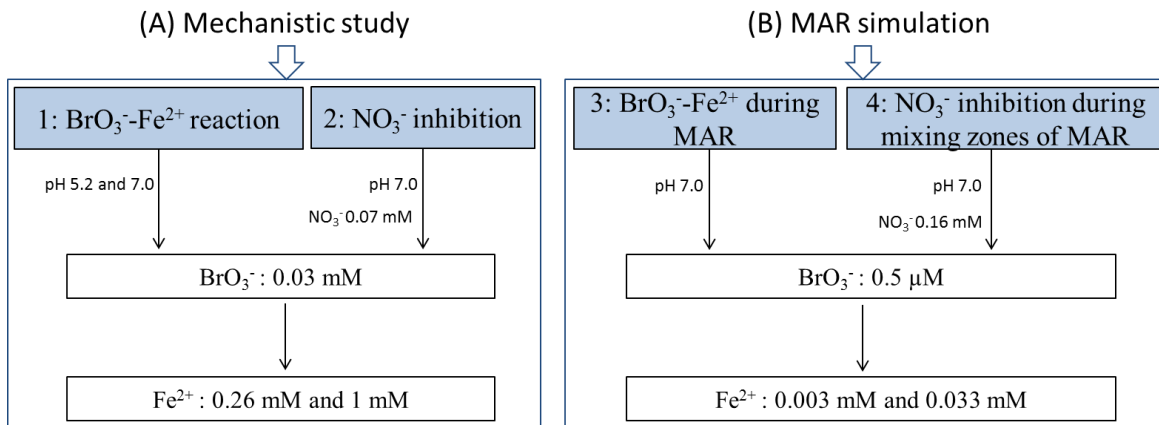 (A) Mechanistic study
1: BrO₃⁻-Fe²⁺ reaction
2: NO₃⁻ inhibition
pH 5.2 and 7.0
pH 7.0
NO₃⁻ 0.07 mM
BrO₃⁻ : 0.03 mM
Fe²⁺ : 0.26 mM and 1 mM
(B) MAR simulation
3: BrO₃⁻-Fe²⁺ during
MAR
4: NO₃⁻ inhibition during
mixing zones of MAR
pH 7.0
pH 7.0
NO₃⁻ 0.16 mM
BrO₃⁻ : 0.5 µM
Fe²⁺ : 0.003 mM and 0.033 mM